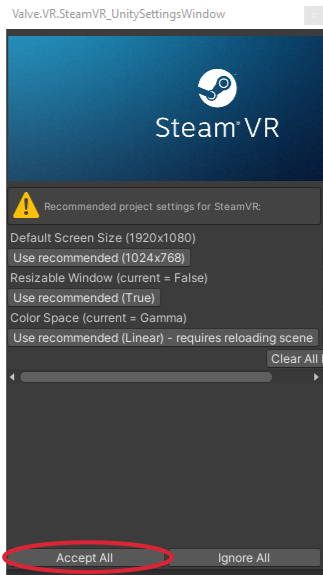 Valve.VR.SteamVR_UnitySettingsWindow
Steam®VR
Recommended project settings for SteamVR:
Default Screen Size (1920x1080)
Use recommended (1024x768)
Resizable Window (current = False)
Use recommended (True)
Color Space (current = Gamma)
Use recommended (Linear) - requires reloading scene
Clear All
Accept All
Ignore All